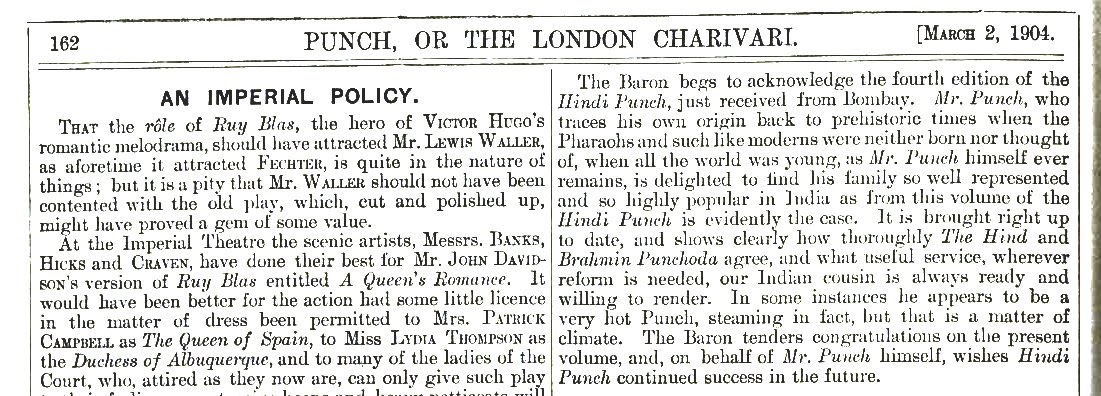 162
PUNCH, OR THE LONDON CHARIVARI.
[MARCH 2, 1904.
AN IMPERIAL POLICY.
THAT the rôle of Ruy Blas, the hero of VICTOR HUGO'S
romantic melodrama, should have attracted Mr. LEWIS WALLER,
as aforetime it attracted FECHTER, is quite in the nature of
things; but it is a pity that Mr. WALLER should not have been
contented with the old play, which, cut and polished up,
might have proved a gem of some value.
At the Imperial Theatre the scenic artists, Messrs. BANKS,
HICKS and CRAVEN, have done their best for Mr. JOHN DAVID-
SON'S version of Ruy Blas entitled A Queen's Romance. It
would have been better for the action had some little licence
in the matter of dress been permitted to Mrs. PATRICK
CAMPBELL as The Queen of Spain, to Miss LYDIA THOMPSON as
the Duchess of Albuquerque, and to many of the ladies of the
Court, who, attired as they now are, can only give such play
The Baron begs to acknowledge the fourth edition of the
Hindi Punch, just received from Bombay. Mr. Punch, who
traces his own origin back to prehistoric times when the
Pharaohs and such like moderns were neither born nor thought
of, when all the world was young, as Mr. Punch himself ever
remains, is delighted to find his family so well represented
and so highly popular in India as from this volume of the
Hindi Punch is evidently the case. It is brought right up
to date, and shows clearly how thoroughly The Hind and
Brahmin Punchoda agree, and what useful service, wherever
reform is needed, our Indian cousin is always ready and
willing to render. In some instances he appears to be a
very hot Punch, steaming in fact, but that is a matter of
climate. The Baron tenders congratulations on the present
volume, and, on behalf of Mr. Punch himself, wishes Hindi
Punch continued success in the future.